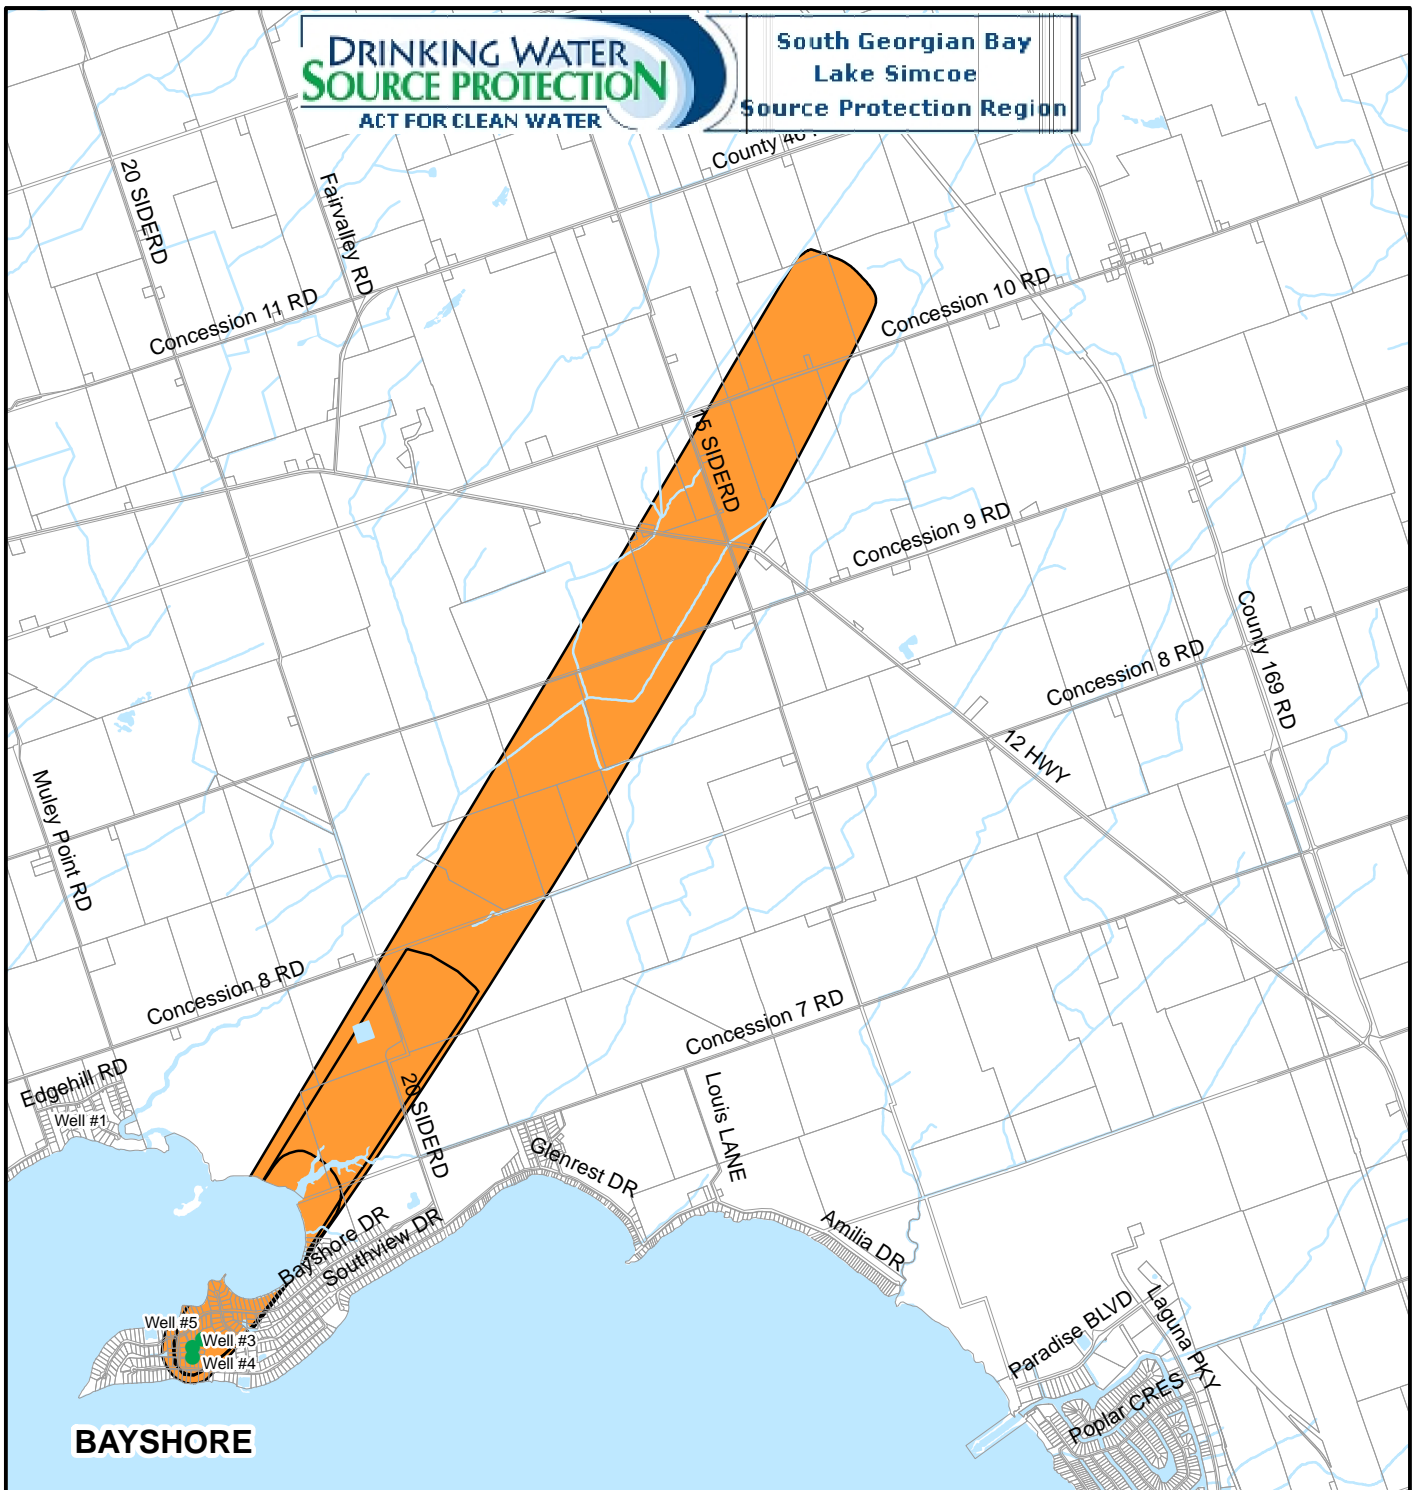 DRINKING WATER
SOURCE PROTECTION
ACT FOR CLEAN WATER
South Georgian Bay
Lake Simcoe
Source Protection Region
County 46
20 SIDERD
Fairvalley RD
Concession 11 RD
Concession 10 RD
15 SIDERD
Concession 9 RD
County 169 RD
Concession 8 RD
12 HWY
Muley Point RD
Concession 8 RD
Concession 7 RD
Edgehill RD
Well #1
20 SIDERD
Louis LANE
Glenrest DR
Bayshore DR
Southview DR
Amilia DR
Well #5
Well #3
Well #4
Paradise BLVD
Laguna PKY
Poplar CRES
BAYSHORE